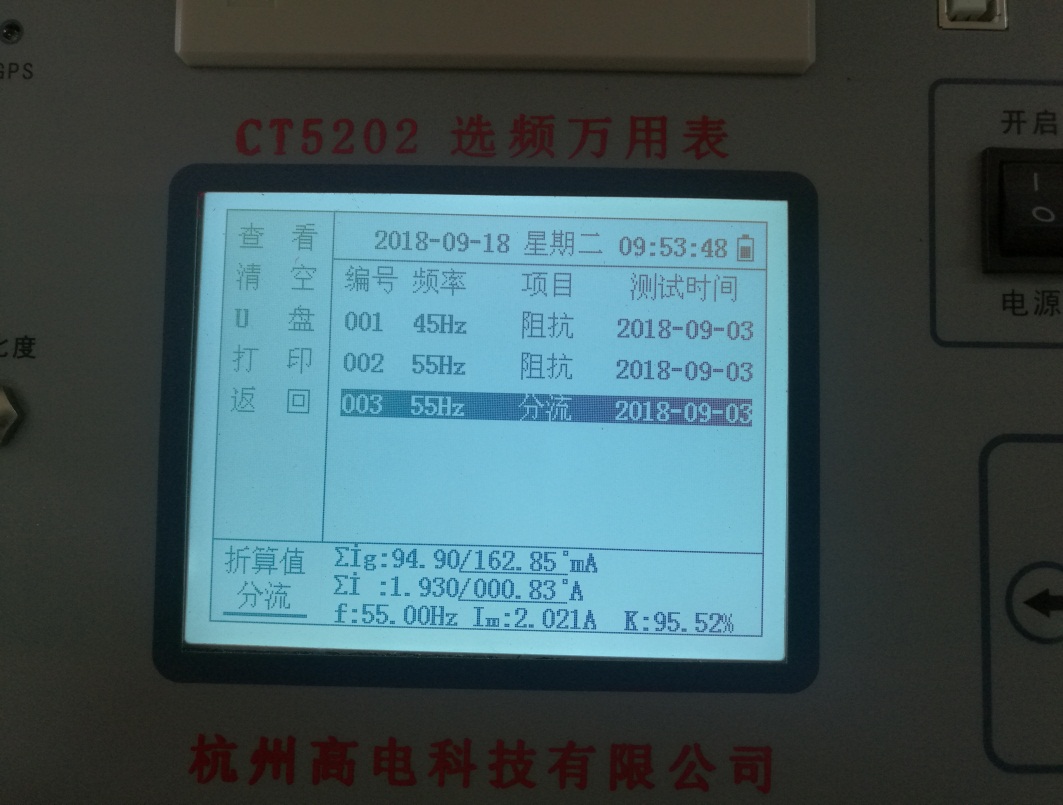 GPS
CT5202 选频万用表
开启
电源
比度
查 看
清 空
U 盘
打 印
返 回
2018-09-18 星期二 09:53:48
编号 频率 项目 测试时间
001 45Hz 阻抗 2018-09-03
002 55Hz 阻抗 2018-09-03
003 55Hz 分流 2018-09-03
折算值
分流
Σİg:94.90/162.85°mA
Σİ :1.930/000.83°A
f:55.00Hz Im:2.021A K:95.52%
杭州高电科技有限公司